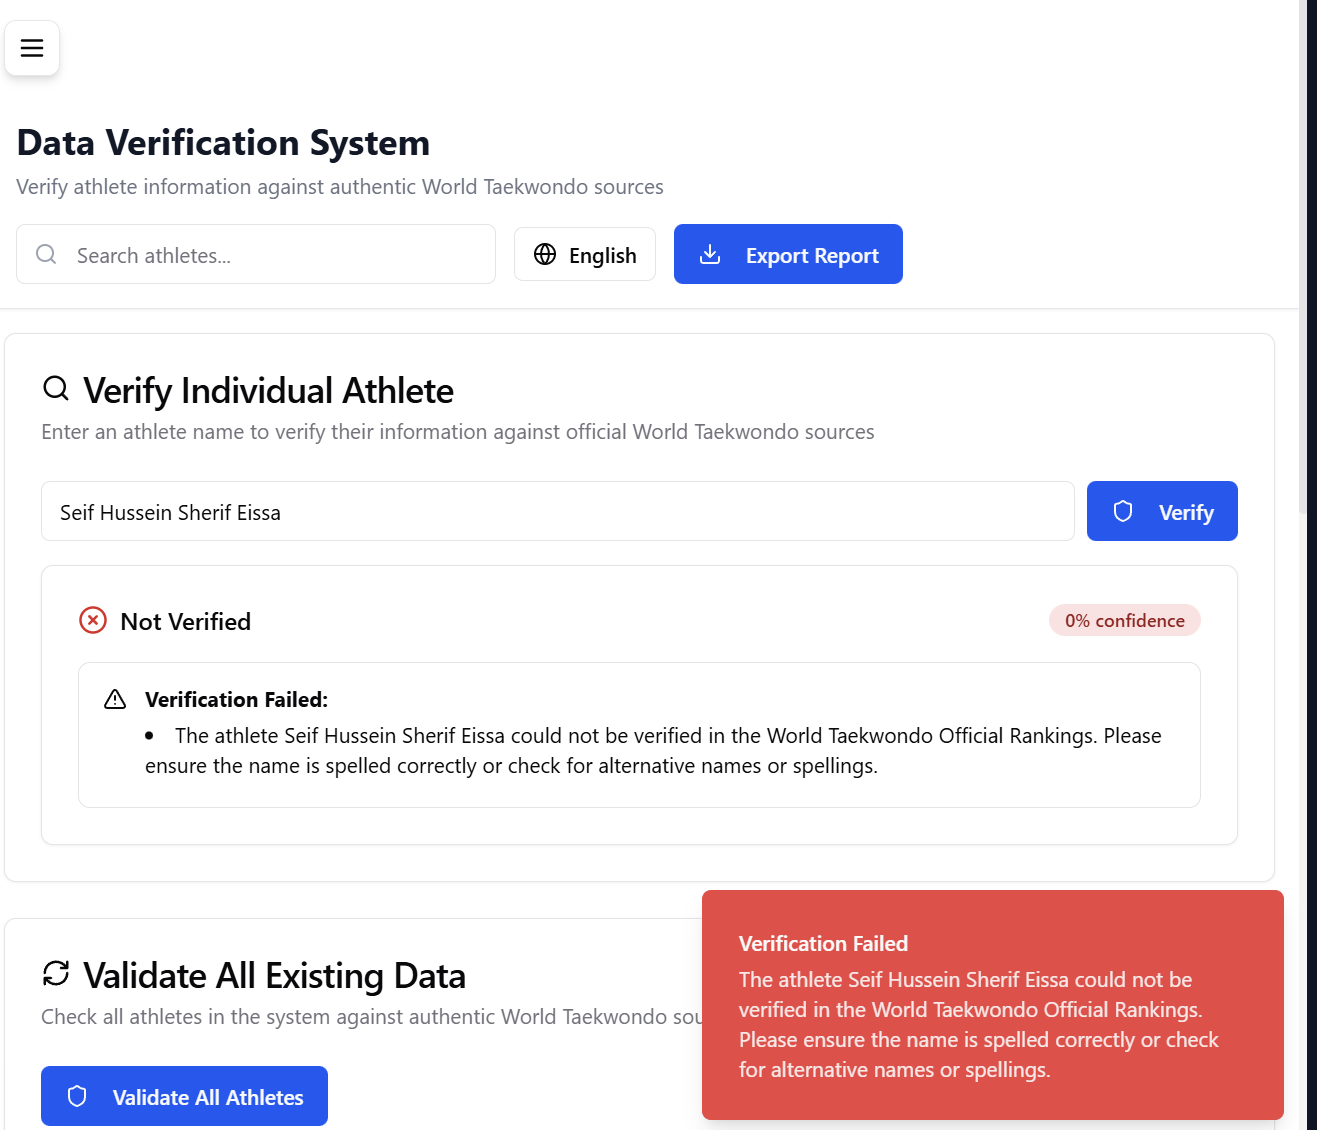 Data Verification System
Verify athlete information against authentic World Taekwondo sources
Search athletes...
English
Export Report
Verify Individual Athlete
Enter an athlete name to verify their information against official World Taekwondo sources
Seif Hussein Sherif Eissa
Verify
Not Verified
0% confidence
Verification Failed:
• The athlete Seif Hussein Sherif Eissa could not be verified in the World Taekwondo Official Rankings. Please
ensure the name is spelled correctly or check for alternative names or spellings.
Validate All Existing Data
Check all athletes in the system against authentic World Taekwondo sou
Validate All Athletes
Verification Failed
The athlete Seif Hussein Sherif Eissa could not be
verified in the World Taekwondo Official Rankings.
Please ensure the name is spelled correctly or check
for alternative names or spellings.